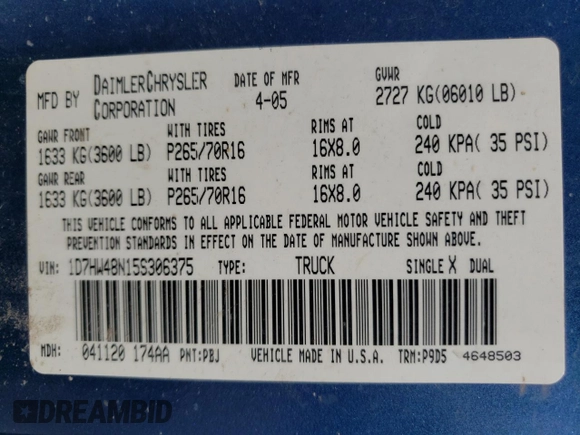 MFD BY DAIMLERCHRYSLER CORPORATION
DATE OF MFR 4-05
GVWR 2727 KG(06010 LB)
GAWR FRONT WITH TIRES RIMS AT COLD
1633 KG(3600 LB) P265/70R16 16X8.0 240 KPA( 35 PSI)
GAWR REAR WITH TIRES RIMS AT COLD
1633 KG(3600 LB) P265/70R16 16X8.0 240 KPA( 35 PSI)
THIS VEHICLE CONFORMS TO ALL APPLICABLE FEDERAL MOTOR VEHICLE SAFETY AND THEFT
PREVENTION STANDARDS IN EFFECT ON THE DATE OF MANUFACTURE SHOWN ABOVE.
VIN: 1D7HW48N15S306375 TYPE: TRUCK SINGLE X DUAL
MDH: 041120 174AA PNT:PBJ VEHICLE MADE IN U.S.A. TRM:P9D5 4648503
DREAMBID